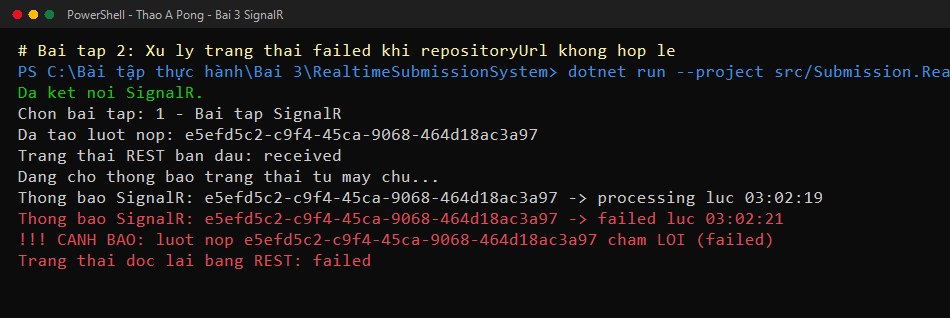 PowerShell - Thao A Pong - Bai 3 SignalR
# Bai tap 2: Xu ly trang thai failed khi repositoryUrl khong hop le
PS C:\Bài tập thực hành\Bai 3\RealtimeSubmissionSystem> dotnet run --project src/Submission.Rea
Da ket noi SignalR.
Chon bai tap: 1 - Bai tap SignalR
Da tao luot nop: e5efd5c2-c9f4-45ca-9068-464d18ac3a97
Trang thai REST ban dau: received
Dang cho thong bao trang thai tu may chu...
Thong bao SignalR: e5efd5c2-c9f4-45ca-9068-464d18ac3a97 -> processing luc 03:02:19
Thong bao SignalR: e5efd5c2-c9f4-45ca-9068-464d18ac3a97 -> failed luc 03:02:21
!!! CANH BAO: luot nop e5efd5c2-c9f4-45ca-9068-464d18ac3a97 cham LOI (failed)
Trang thai doc lai bang REST: failed